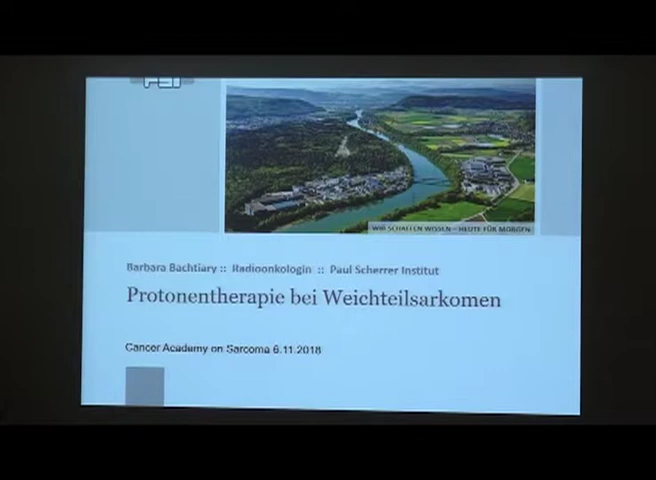 PSI
WIR SCHAFFEN WISSEN – HEUTE FÜR MORGEN
Barbara Bachtiary :: Radioonkologin :: Paul Scherrer Institut
Protonentherapie bei Weichteilsarkomen
Cancer Academy on Sarcoma 6.11.2018